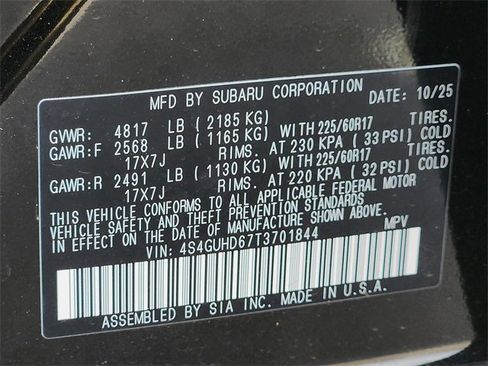 MFD BY SUBARU CORPORATION DATE: 10/25
GVWR: 4817 LB (2185 KG)
GAWR:F 2568 LB (1165 KG) WITH 225/60R17 TIRES.
17X7J RIMS. AT 230 KPA (33 PSI) COLD
GAWR:R 2491 LB (1130 KG) WITH 225/60R17 TIRES.
17X7J RIMS. AT 220 KPA (32 PSI) COLD
THIS VEHICLE CONFORMS TO ALL APPLICABLE FEDERAL MOTOR
VEHICLE SAFETY, BUMPER, AND THEFT PREVENTION STANDARDS
IN EFFECT ON THE DATE OF MANUFACTURE SHOWN ABOVE.
VIN: 4S4GUHD67T3701844 MPV
ASSEMBLED BY SIA INC. MADE IN U.S.A.